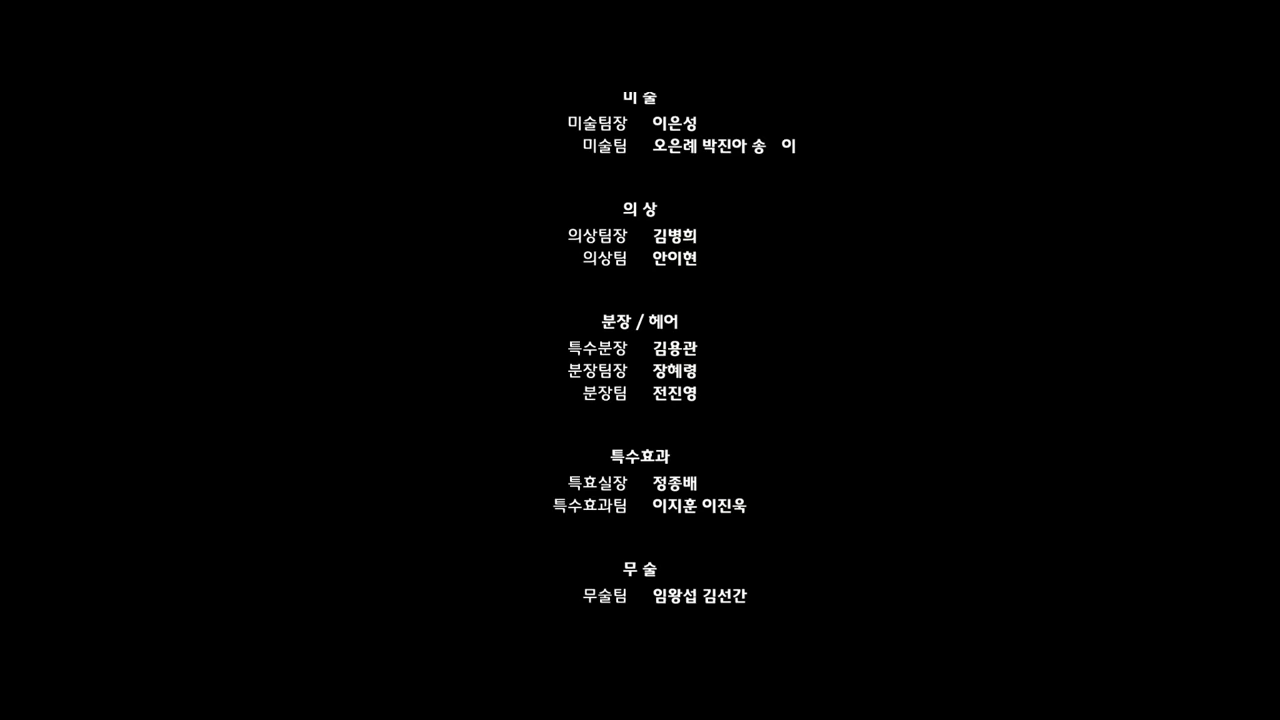 미 술
미술팀장 이은성
미술팀 오은례 박진아 송 이
의 상
의상팀장 김병희
의상팀 안이현
분장 / 헤어
특수분장 김용관
분장팀장 장혜령
분장팀 전진영
특수효과
특효실장 정종배
특수효과팀 이지훈 이진욱
무 술
무술팀 임왕섭 김선간